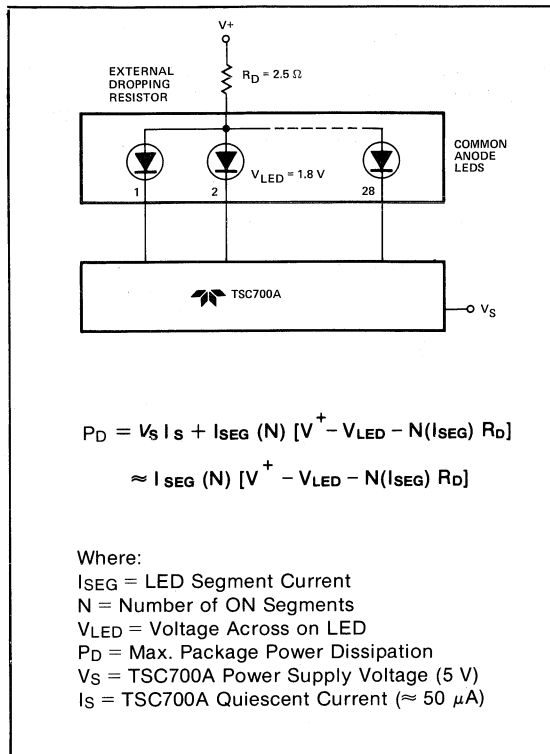 V+
R_D = 2.5 Ω
EXTERNAL
DROPPING
RESISTOR
COMMON
ANODE
LEDS
V_LED = 1.8 V
1
2
28
TSC700A
V_S
P_D = V_S I_S + I_SEG (N) [V^+ − V_LED − N(I_SEG) R_D]
≈ I_SEG (N) [V^+ − V_LED − N(I_SEG) R_D]
Where:
I_SEG = LED Segment Current
N = Number of ON Segments
V_LED = Voltage Across on LED
P_D = Max. Package Power Dissipation
V_S = TSC700A Power Supply Voltage (5 V)
I_S = TSC700A Quiescent Current (≈ 50 μA)